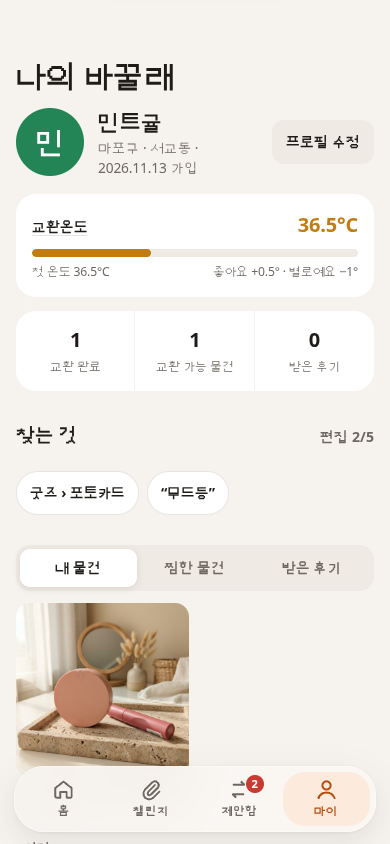 나의 바꿀래
민
민트귤
마포구 · 서교동 ·
2026.11.13 가입
프로필 수정
교환온도
36.5°C
첫 온도 36.5°C
좋아요 +0.5° · 별로예요 −1°
1
교환 완료
1
교환 가능 물건
0
받은 후기
찾는 것
편집 2/5
굿즈 › 포토카드
“무드등”
내 물건
찜한 물건
받은 후기
홈
챌린지
제안함
2
마이